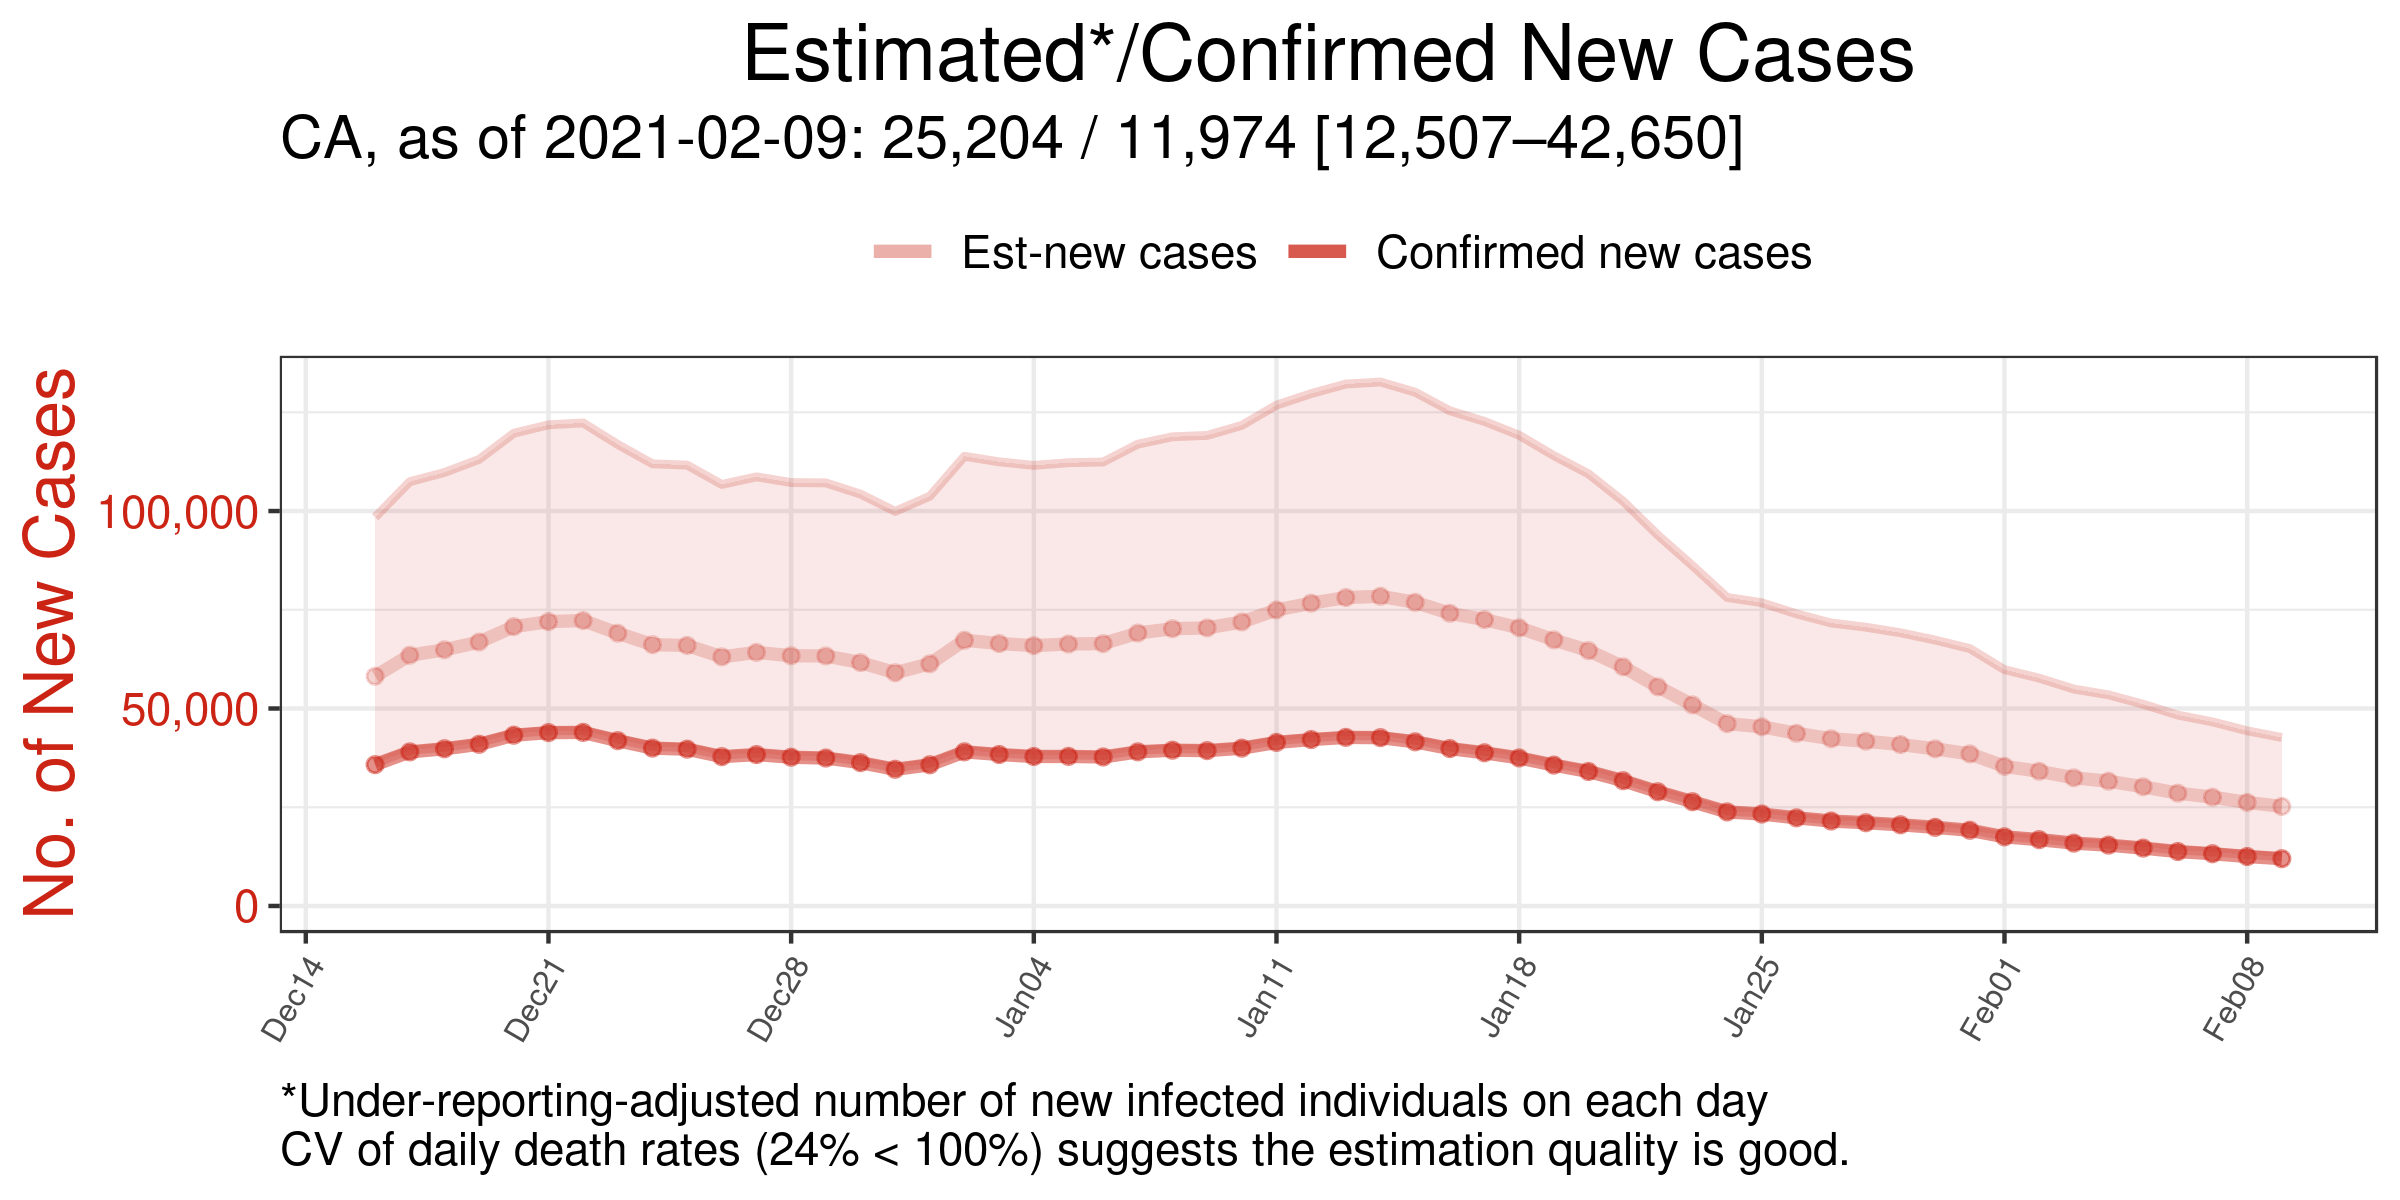 Estimated*/Confirmed New Cases
CA, as of 2021-02-09: 25,204 / 11,974 [12,507–42,650]
Est-new cases
Confirmed new cases
No. of New Cases
100,000
50,000
0
Dec14
Dec21
Dec28
Jan04
Jan11
Jan18
Jan25
Feb01
Feb08
*Under-reporting-adjusted number of new infected individuals on each day
CV of daily death rates (24% < 100%) suggests the estimation quality is good.